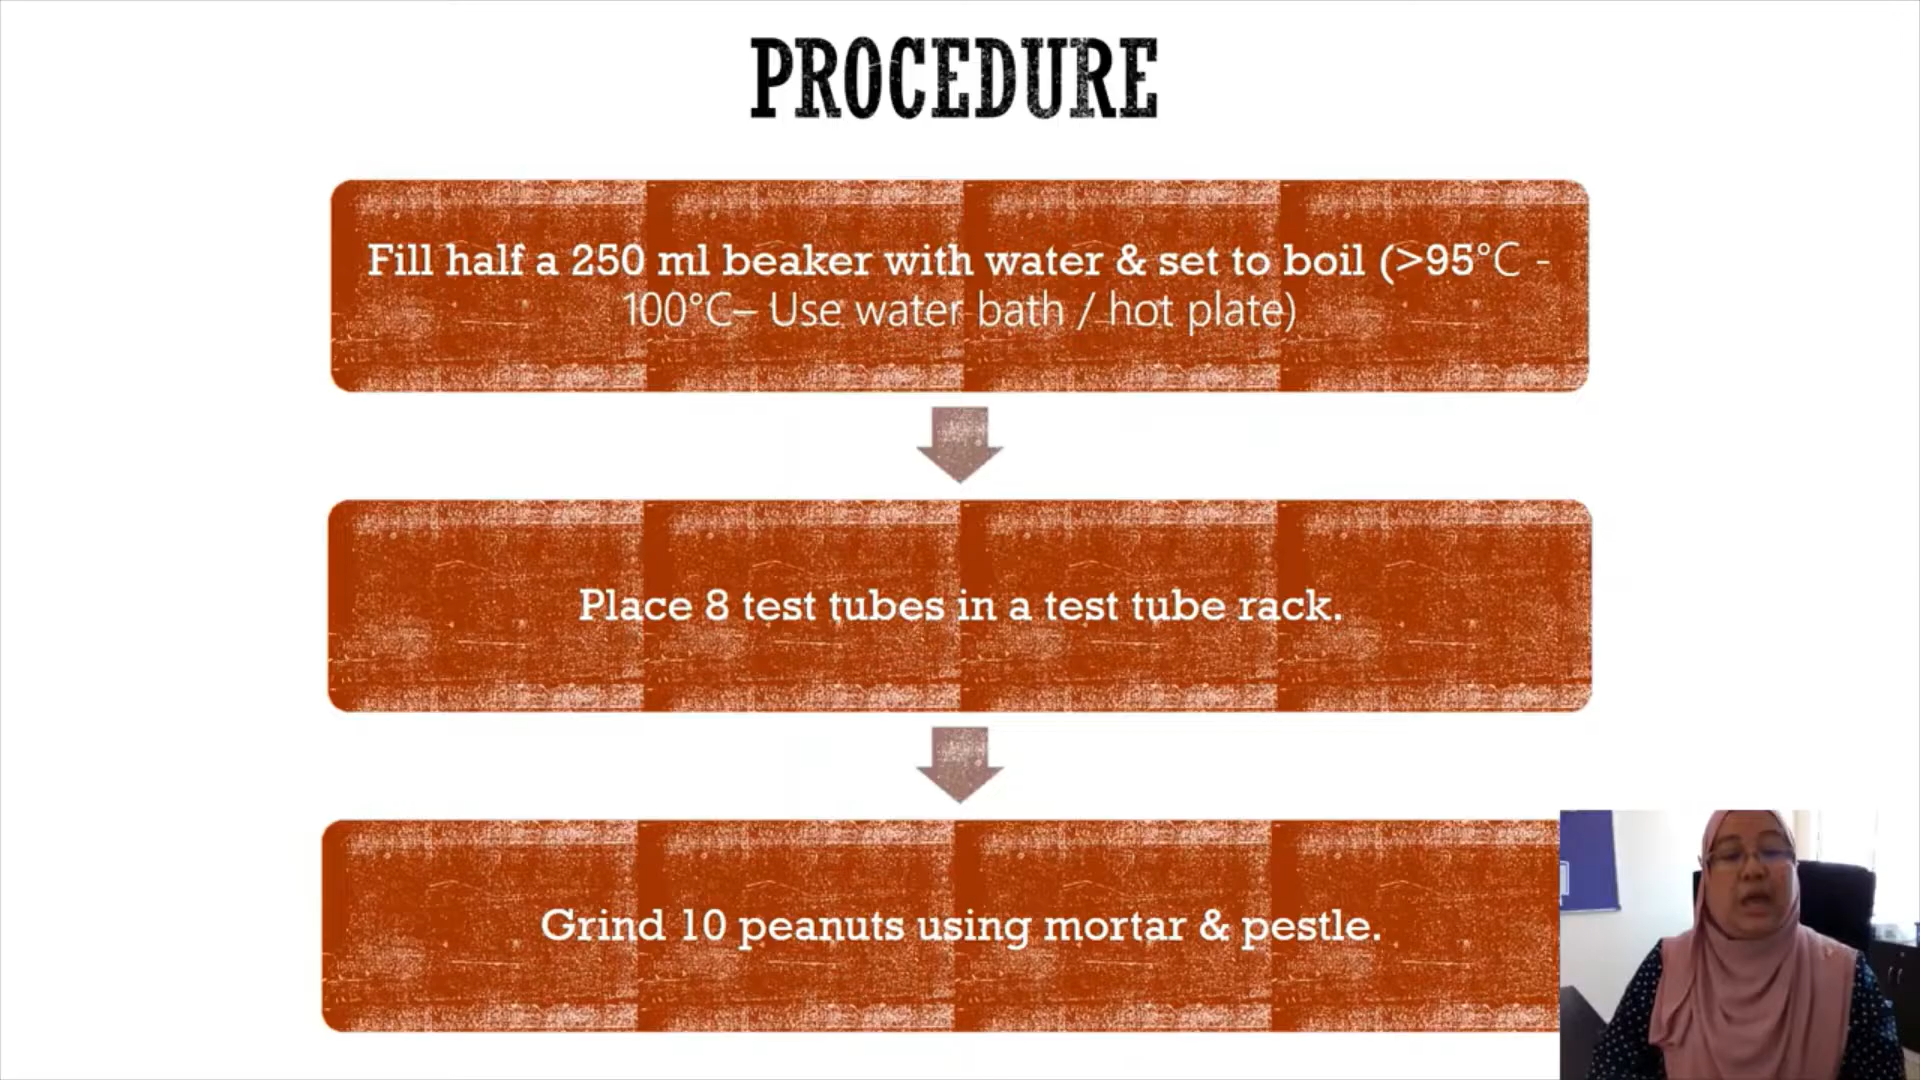 PROCEDURE
Fill half a 250 ml beaker with water & set to boil (>95°C -
100°C– Use water bath / hot plate)
Place 8 test tubes in a test tube rack.
Grind 10 peanuts using mortar & pestle.